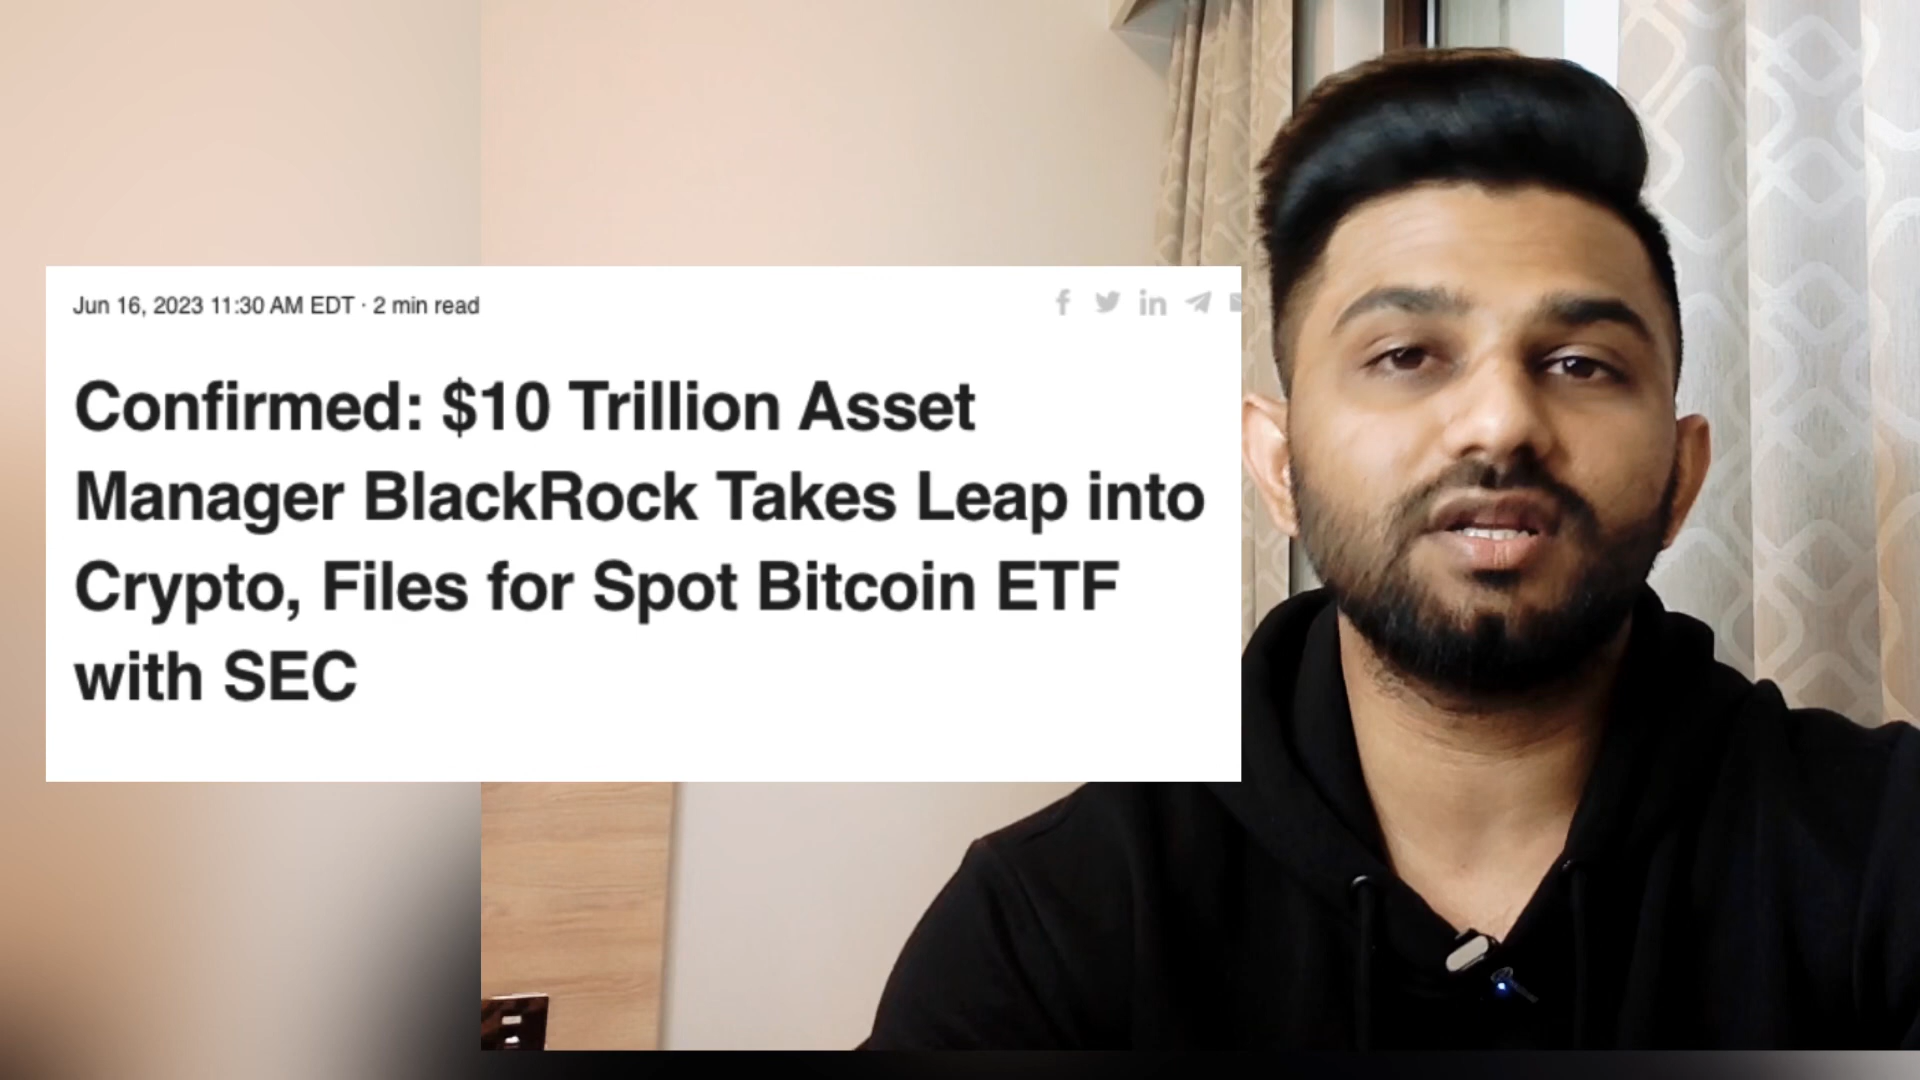 Jun 16, 2023 11:30 AM EDT · 2 min read
Confirmed: $10 Trillion Asset
Manager BlackRock Takes Leap into
Crypto, Files for Spot Bitcoin ETF
with SEC